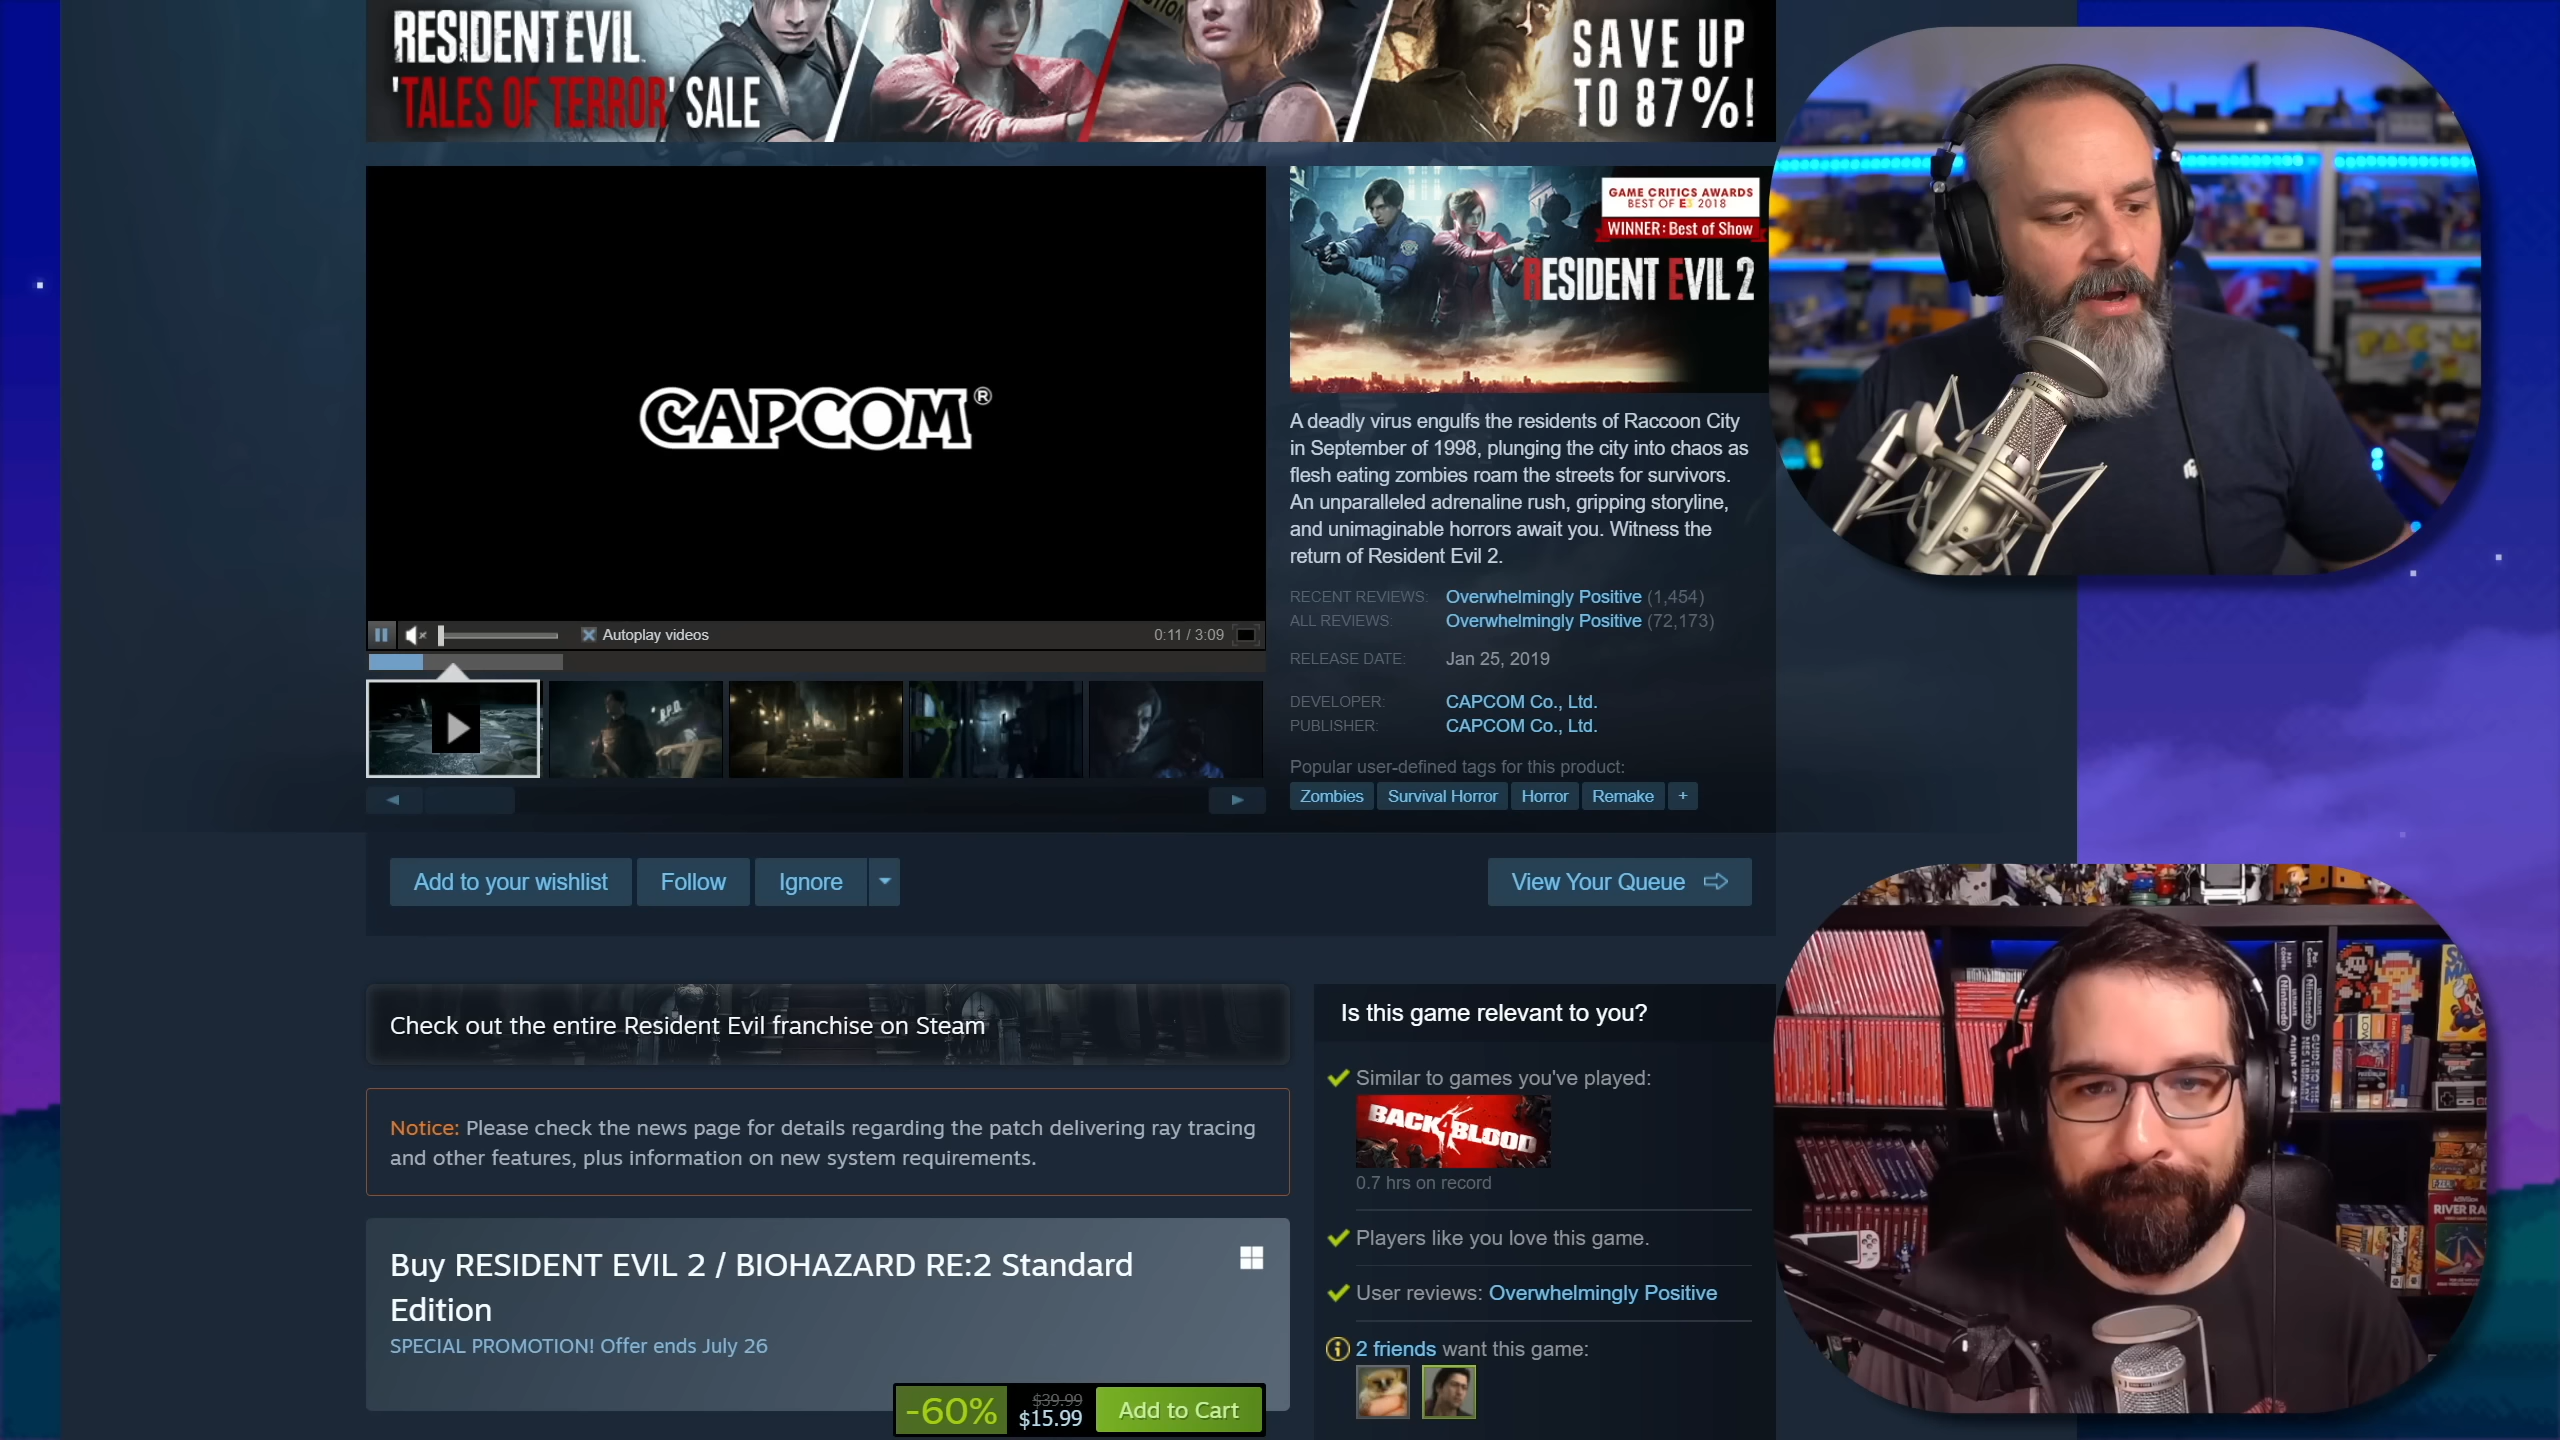 RESIDENT EVIL
'TALES OF TERROR' SALE
SAVE UP
TO 87%!
CAPCOM®
Autoplay videos
0:11 / 3:09
R.P.D.
GAME CRITICS AWARDS
BEST OF E3 2018
WINNER: Best of Show
RESIDENT EVIL 2
A deadly virus engulfs the residents of Raccoon City
in September of 1998, plunging the city into chaos as
flesh eating zombies roam the streets for survivors.
An unparalleled adrenaline rush, gripping storyline,
and unimaginable horrors await you. Witness the
return of Resident Evil 2.
RECENT REVIEWS: Overwhelmingly Positive (1,454)
ALL REVIEWS: Overwhelmingly Positive (72,173)
RELEASE DATE: Jan 25, 2019
DEVELOPER: CAPCOM Co., Ltd.
PUBLISHER: CAPCOM Co., Ltd.
Popular user-defined tags for this product:
Zombies Survival Horror Horror Remake +
Add to your wishlist Follow Ignore
View Your Queue
Check out the entire Resident Evil franchise on Steam
Notice: Please check the news page for details regarding the patch delivering ray tracing
and other features, plus information on new system requirements.
Buy RESIDENT EVIL 2 / BIOHAZARD RE:2 Standard
Edition
SPECIAL PROMOTION! Offer ends July 26
-60% $39.99 $15.99 Add to Cart
Is this game relevant to you?
Similar to games you've played:
BACK 4 BLOOD
0.7 hrs on record
Players like you love this game.
User reviews: Overwhelmingly Positive
2 friends want this game:
Nintendo
Nintendo
GUIDE TO THE
NES LIBRARY
RIVER RA